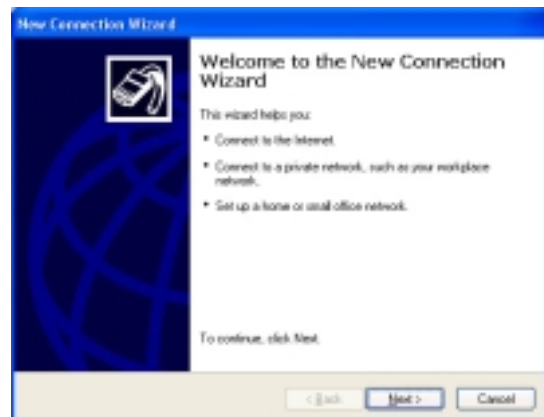 New Connection Wizard
Welcome to the New Connection
Wizard
This wizard helps you:
* Connect to the Internet.
* Connect to a private network, such as your workplace
network.
* Set up a home or small office network.
To continue, click Next.
< Back
Next >
Cancel